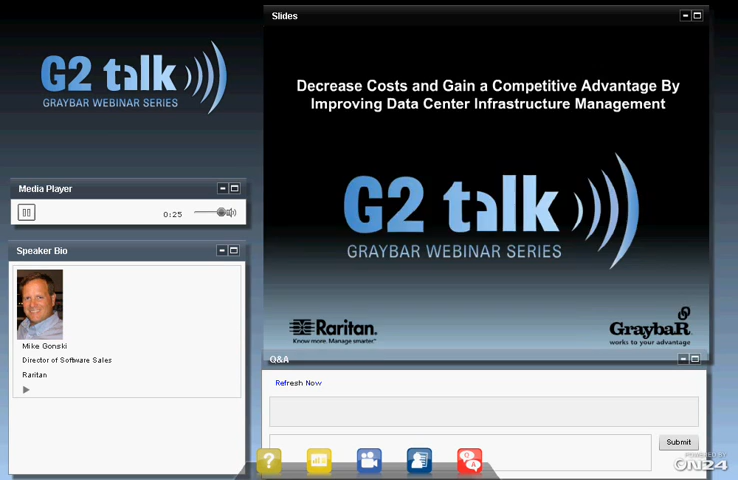 G2 talk
GRAYBAR WEBINAR SERIES
Media Player
0:25
Speaker Bio
Mike Gonski
Director of Software Sales
Raritan
Slides
Decrease Costs and Gain a Competitive Advantage By
Improving Data Center Infrastructure Management
G2 talk
GRAYBAR WEBINAR SERIES
Raritan.
Know more. Manage smarter™
GraybaR
works to your advantage
Q&A
Refresh Now
Submit
?
Q
A
POWERED BY
ON24